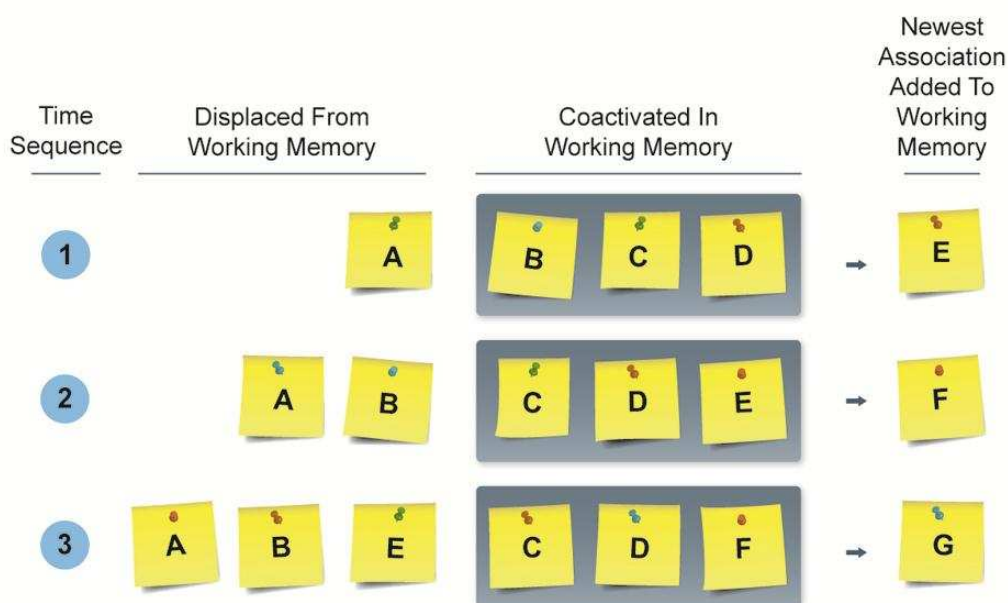 Time
Sequence
Displaced From
Working Memory
Coactivated In
Working Memory
Newest
Association
Added To
Working
Memory
1
A
B
C
D
E
2
A
B
C
D
E
F
3
A
B
E
C
D
F
G